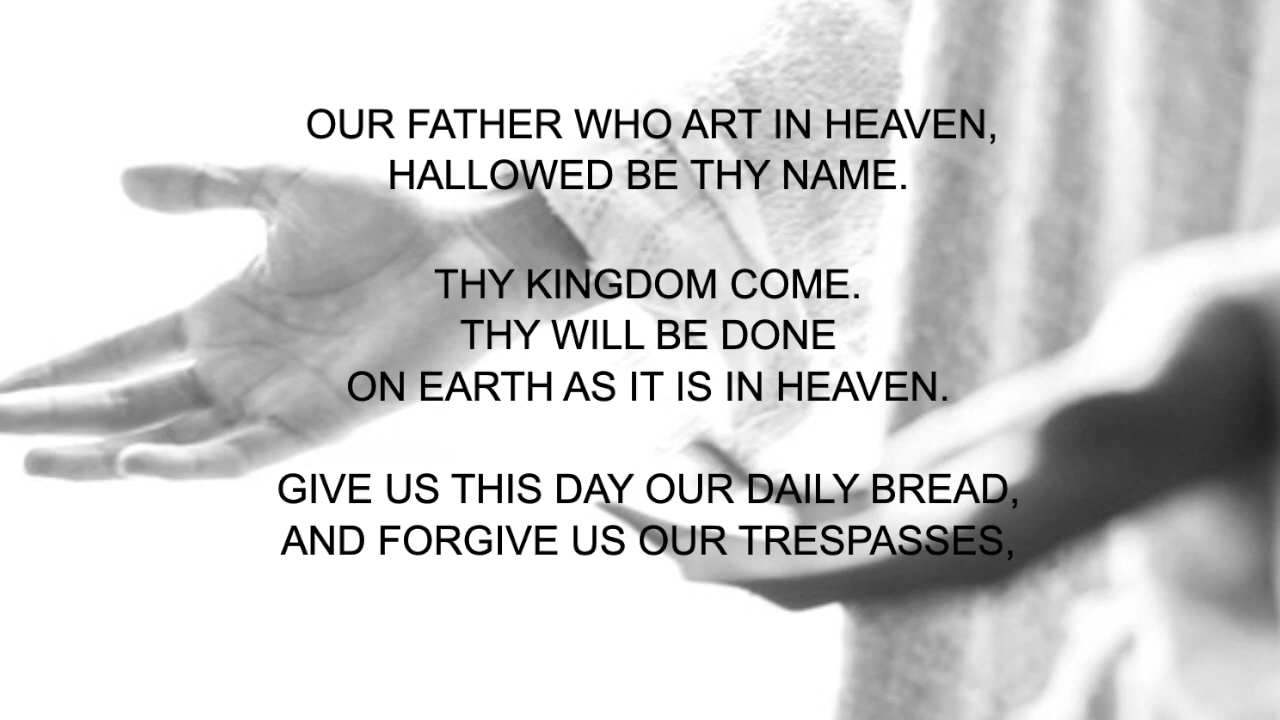 OUR FATHER WHO ART IN HEAVEN,
HALLOWED BE THY NAME.
THY KINGDOM COME.
THY WILL BE DONE
ON EARTH AS IT IS IN HEAVEN.
GIVE US THIS DAY OUR DAILY BREAD,
AND FORGIVE US OUR TRESPASSES,